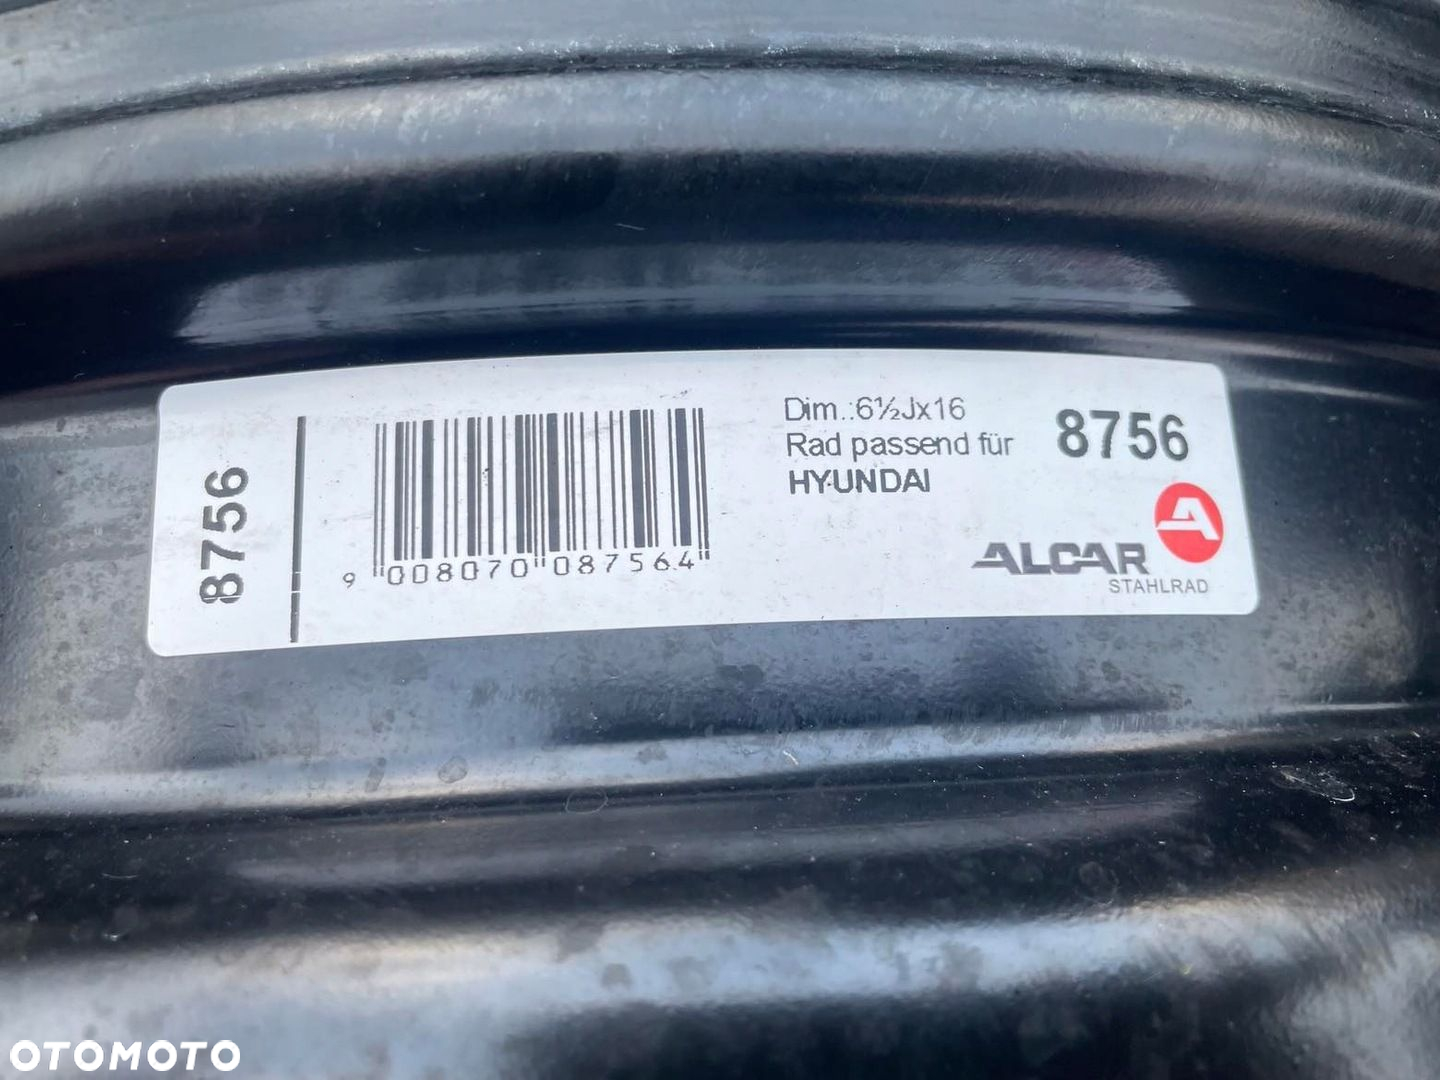 8756
9 008070 087564
Dim.:6½Jx16
Rad passend für
HYUNDAI
8756
ALCAR
STAHLRAD
OTOMOTO